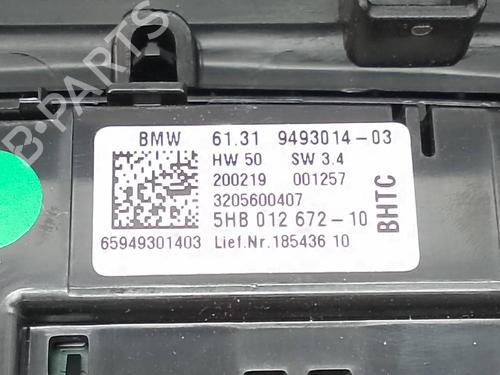 BMW 61.31 9493014-03
HW 50 SW 3.4
200219 001257
3205600407
5HB 012 672-10
65949301403 Lief.Nr.185436 10
BHTC
B-PARTS